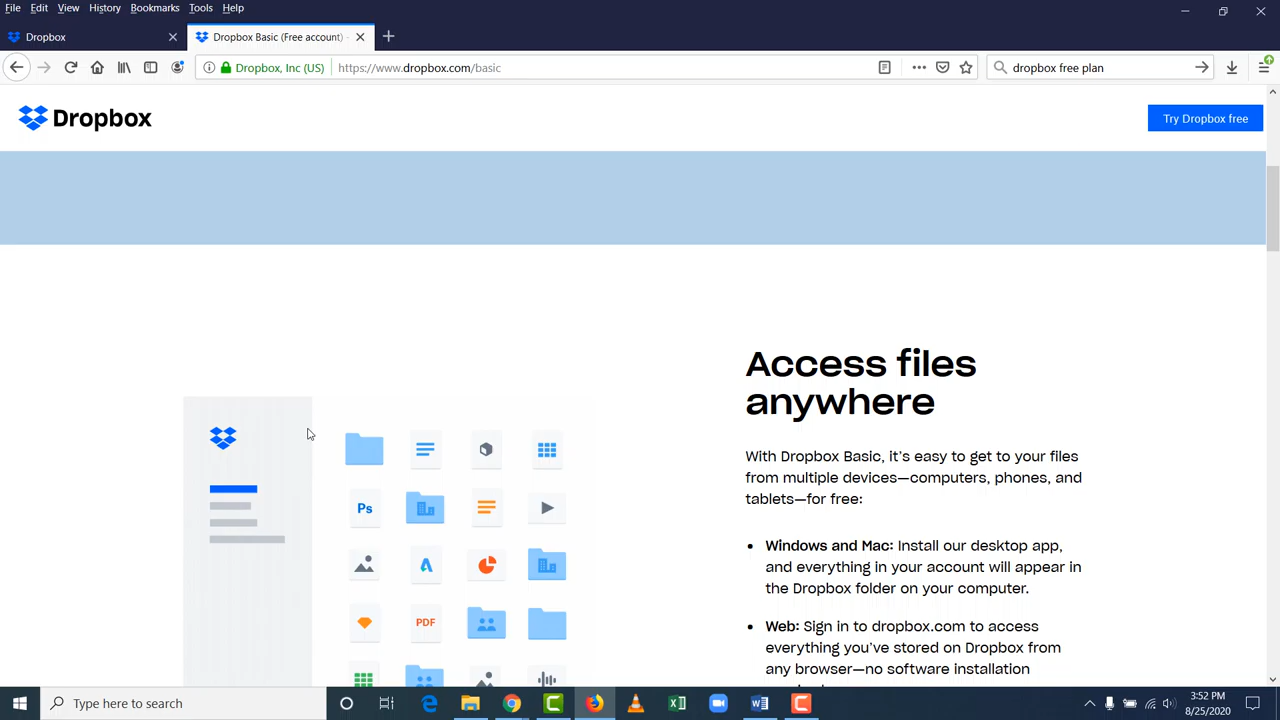 File Edit View History Bookmarks Tools Help
Dropbox
Dropbox Basic (Free account) -
Dropbox, Inc (US)
https://www.dropbox.com/basic
dropbox free plan
Dropbox
Try Dropbox free
Access files
anywhere
With Dropbox Basic, it's easy to get to your files
from multiple devices—computers, phones, and
tablets—for free:
• Windows and Mac: Install our desktop app,
and everything in your account will appear in
the Dropbox folder on your computer.
• Web: Sign in to dropbox.com to access
everything you've stored on Dropbox from
any browser—no software installation
Ps
PDF
Type here to search
3:52 PM
8/25/2020